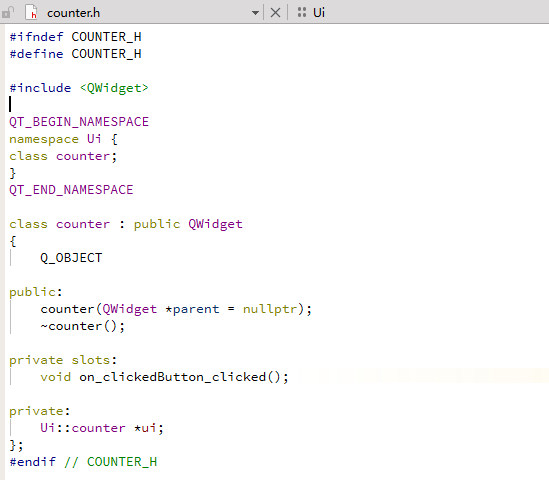 counter.h
Ui
#ifndef COUNTER_H
#define COUNTER_H
#include <QWidget>
QT_BEGIN_NAMESPACE
namespace Ui {
class counter;
}
QT_END_NAMESPACE
class counter : public QWidget
{
    Q_OBJECT
public:
    counter(QWidget *parent = nullptr);
    ~counter();
private slots:
    void on_clickedButton_clicked();
private:
    Ui::counter *ui;
};
#endif // COUNTER_H